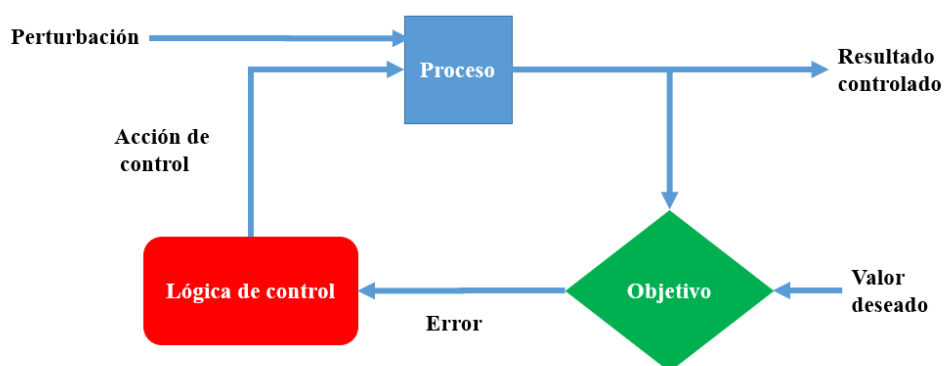 Perturbación
Proceso
Resultado
controlado
Acción de
control
Lógica de control
Error
Objetivo
Valor
deseado